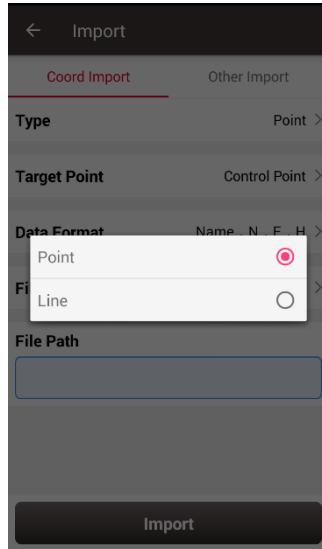 Import
Coord Import Other Import
Type Point
Target Point Control Point
Data Format Name , N , E , H
Point
Fi
Line
File Path
Import